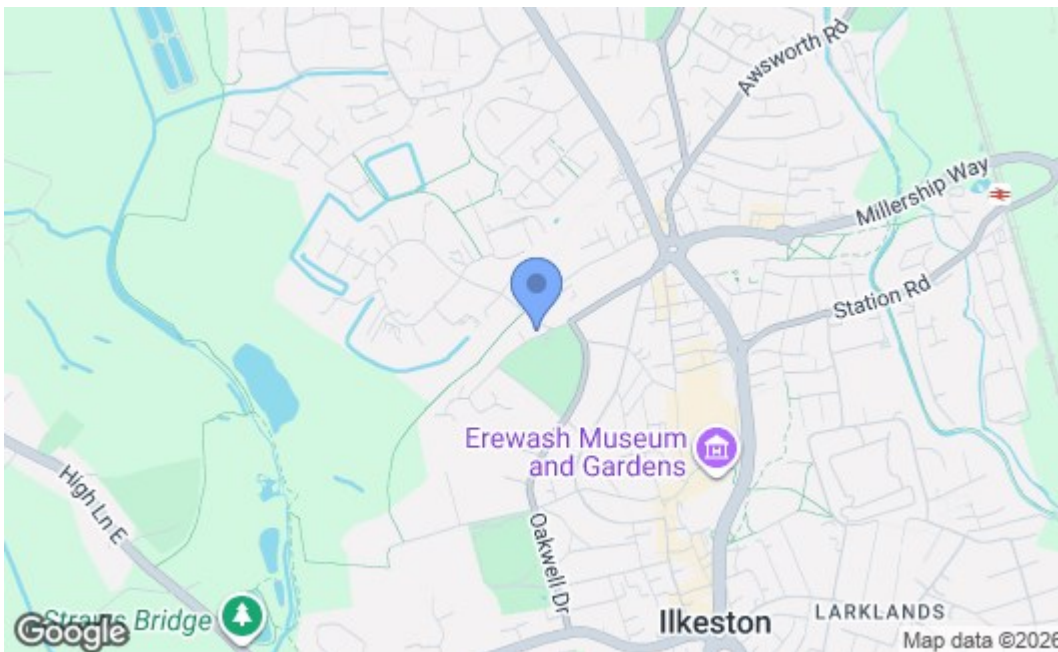 Awsworth Rd
Millership Way
Station Rd
Erewash Museum
and Gardens
High Ln E
Oakwell Dr
Straws Bridge
Ilkeston
LARKLANDS
Google
Map data ©2026